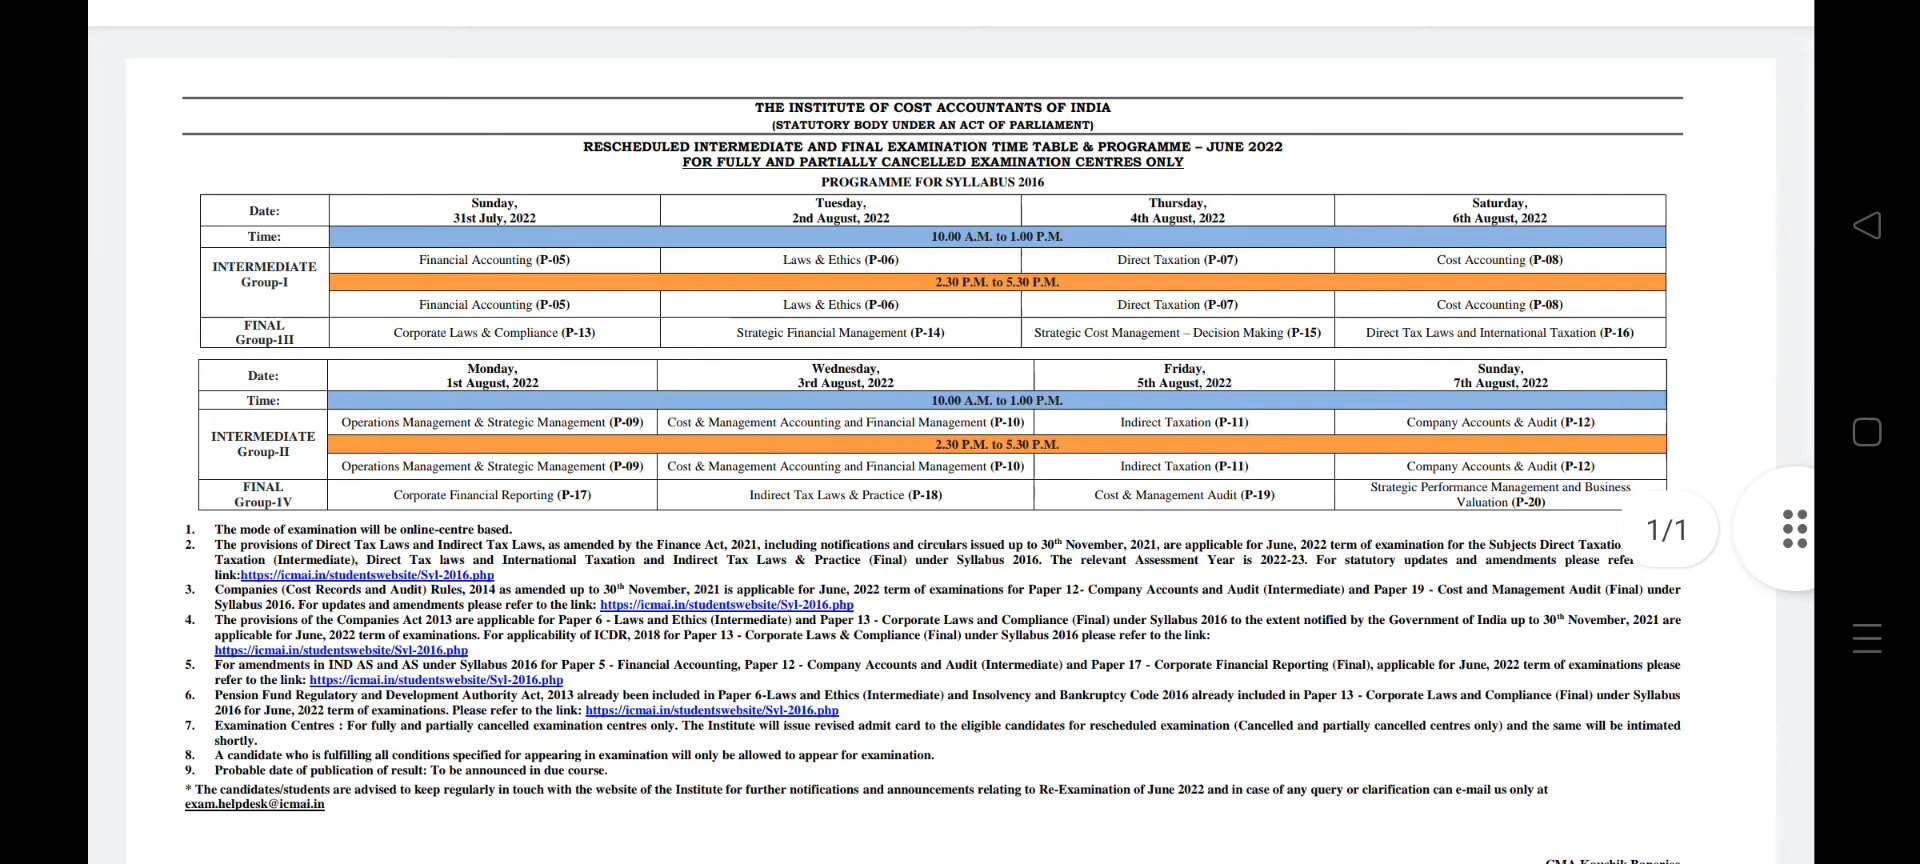 THE INSTITUTE OF COST ACCOUNTANTS OF INDIA
(STATUTORY BODY UNDER AN ACT OF PARLIAMENT)
RESCHEDULED INTERMEDIATE AND FINAL EXAMINATION TIME TABLE & PROGRAMME – JUNE 2022
FOR FULLY AND PARTIALLY CANCELLED EXAMINATION CENTRES ONLY
PROGRAMME FOR SYLLABUS 2016
Date: Sunday, 31st July, 2022 Tuesday, 2nd August, 2022 Thursday, 4th August, 2022 Saturday, 6th August, 2022
Time: 10.00 A.M. to 1.00 P.M.
INTERMEDIATE Group-I Financial Accounting (P-05) Laws & Ethics (P-06) Direct Taxation (P-07) Cost Accounting (P-08)
2.30 P.M. to 5.30 P.M.
Financial Accounting (P-05) Laws & Ethics (P-06) Direct Taxation (P-07) Cost Accounting (P-08)
FINAL Group-1II Corporate Laws & Compliance (P-13) Strategic Financial Management (P-14) Strategic Cost Management – Decision Making (P-15) Direct Tax Laws and International Taxation (P-16)
Date: Monday, 1st August, 2022 Wednesday, 3rd August, 2022 Friday, 5th August, 2022 Sunday, 7th August, 2022
Time: 10.00 A.M. to 1.00 P.M.
INTERMEDIATE Group-II Operations Management & Strategic Management (P-09) Cost & Management Accounting and Financial Management (P-10) Indirect Taxation (P-11) Company Accounts & Audit (P-12)
2.30 P.M. to 5.30 P.M.
Operations Management & Strategic Management (P-09) Cost & Management Accounting and Financial Management (P-10) Indirect Taxation (P-11) Company Accounts & Audit (P-12)
FINAL Group-1V Corporate Financial Reporting (P-17) Indirect Tax Laws & Practice (P-18) Cost & Management Audit (P-19) Strategic Performance Management and Business Valuation (P-20)
1. The mode of examination will be online-centre based.
1/1
2. The provisions of Direct Tax Laws and Indirect Tax Laws, as amended by the Finance Act, 2021, including notifications and circulars issued up to 30th November, 2021, are applicable for June, 2022 term of examination for the Subjects Direct Taxatio
Taxation (Intermediate), Direct Tax laws and International Taxation and Indirect Tax Laws & Practice (Final) under Syllabus 2016. The relevant Assessment Year is 2022-23. For statutory updates and amendments please refe
link:https://icmai.in/studentswebsite/Syl-2016.php
3. Companies (Cost Records and Audit) Rules, 2014 as amended up to 30th November, 2021 is applicable for June, 2022 term of examinations for Paper 12- Company Accounts and Audit (Intermediate) and Paper 19 - Cost and Management Audit (Final) under
Syllabus 2016. For updates and amendments please refer to the link: https://icmai.in/studentswebsite/Syl-2016.php
4. The provisions of the Companies Act 2013 are applicable for Paper 6 - Laws and Ethics (Intermediate) and Paper 13 - Corporate Laws and Compliance (Final) under Syllabus 2016 to the extent notified by the Government of India up to 30th November, 2021 are
applicable for June, 2022 term of examinations. For applicability of ICDR, 2018 for Paper 13 - Corporate Laws & Compliance (Final) under Syllabus 2016 please refer to the link:
https://icmai.in/studentswebsite/Syl-2016.php
5. For amendments in IND AS and AS under Syllabus 2016 for Paper 5 - Financial Accounting, Paper 12 - Company Accounts and Audit (Intermediate) and Paper 17 - Corporate Financial Reporting (Final), applicable for June, 2022 term of examinations please
refer to the link: https://icmai.in/studentswebsite/Syl-2016.php
6. Pension Fund Regulatory and Development Authority Act, 2013 already been included in Paper 6-Laws and Ethics (Intermediate) and Insolvency and Bankruptcy Code 2016 already included in Paper 13 - Corporate Laws and Compliance (Final) under Syllabus
2016 for June, 2022 term of examinations. Please refer to the link: https://icmai.in/studentswebsite/Syl-2016.php
7. Examination Centres : For fully and partially cancelled examination centres only. The Institute will issue revised admit card to the eligible candidates for rescheduled examination (Cancelled and partially cancelled centres only) and the same will be intimated
shortly.
8. A candidate who is fulfilling all conditions specified for appearing in examination will only be allowed to appear for examination.
9. Probable date of publication of result: To be announced in due course.
* The candidates/students are advised to keep regularly in touch with the website of the Institute for further notifications and announcements relating to Re-Examination of June 2022 and in case of any query or clarification can e-mail us only at
exam.helpdesk@icmai.in